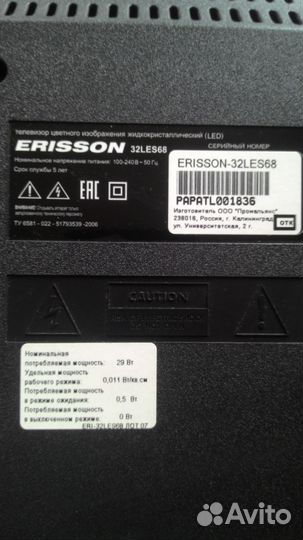 телевизор цветного изображения жидкокристаллический (LED)
ERISSON 32LES68
СЕРИЙНЫЙ НОМЕР
Номинальное напряжение питания: 100-240 В ~ 50 Гц
Срок службы 5 лет
ERISSON-32LES68
PAPATL001836
Изготовитель ООО "Промальянс"
236016, Россия, г. Калининград
ул. Университетская, 2 г.
ОТК
EAC
ВНИМАНИЕ!
ТУ 6581 - 022 - 51793539 -2006
CAUTION
Номинальная
потребляемая мощность: 29 Вт
Удельная мощность
рабочего режима: 0,011 Вт/кв.см
Потребляемая мощность
в режиме ожидания: 0,5 Вт
Потребляемая мощность
в выключенном режиме: 0 Вт
ERI-32LES68 ЛОТ 07
Avito